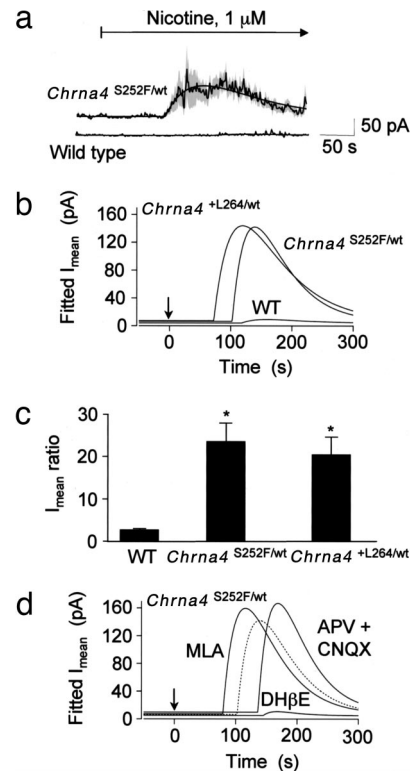 a
Nicotine, 1 µM
Chrna4 S252F/wt
Wild type
50 pA
50 s
b
Chrna4 +L264/wt
Chrna4 S252F/wt
WT
Fitted Imean (pA)
160
120
80
40
0
0 100 200 300
Time (s)
c
Imean ratio
30
20
10
0
* *
WT Chrna4 S252F/wt Chrna4 +L264/wt
d
Chrna4 S252F/wt
MLA
APV +
CNQX
DHβE
Fitted Imean (pA)
160
120
80
40
0
0 100 200 300
Time (s)